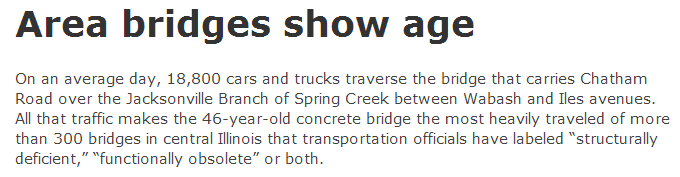 Area bridges show age
On an average day, 18,800 cars and trucks traverse the bridge that carries Chatham
Road over the Jacksonville Branch of Spring Creek between Wabash and Iles avenues.
All that traffic makes the 46-year-old concrete bridge the most heavily traveled of more
than 300 bridges in central Illinois that transportation officials have labeled “structurally
deficient,” “functionally obsolete” or both.